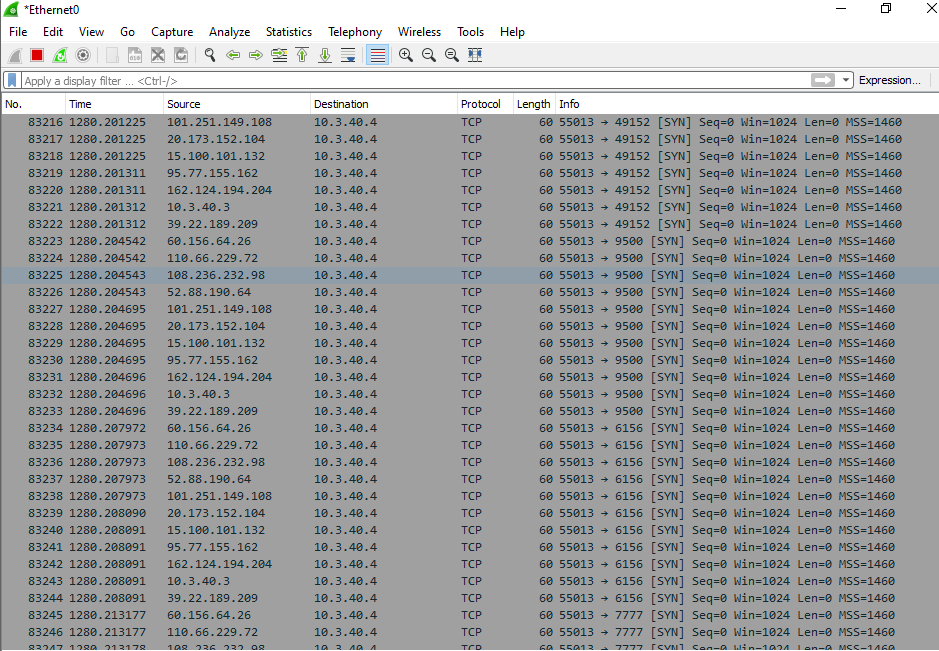 *Ethernet0
File Edit View Go Capture Analyze Statistics Telephony Wireless Tools Help
Apply a display filter ... <Ctrl-/> Expression...
No. Time Source Destination Protocol Length Info
83216 1280.201225 101.251.149.108 10.3.40.4 TCP 60 55013 → 49152 [SYN] Seq=0 Win=1024 Len=0 MSS=1460
83217 1280.201225 20.173.152.104 10.3.40.4 TCP 60 55013 → 49152 [SYN] Seq=0 Win=1024 Len=0 MSS=1460
83218 1280.201225 15.100.101.132 10.3.40.4 TCP 60 55013 → 49152 [SYN] Seq=0 Win=1024 Len=0 MSS=1460
83219 1280.201311 95.77.155.162 10.3.40.4 TCP 60 55013 → 49152 [SYN] Seq=0 Win=1024 Len=0 MSS=1460
83220 1280.201311 162.124.194.204 10.3.40.4 TCP 60 55013 → 49152 [SYN] Seq=0 Win=1024 Len=0 MSS=1460
83221 1280.201312 10.3.40.3 10.3.40.4 TCP 60 55013 → 49152 [SYN] Seq=0 Win=1024 Len=0 MSS=1460
83222 1280.201312 39.22.189.209 10.3.40.4 TCP 60 55013 → 49152 [SYN] Seq=0 Win=1024 Len=0 MSS=1460
83223 1280.204542 60.156.64.26 10.3.40.4 TCP 60 55013 → 9500 [SYN] Seq=0 Win=1024 Len=0 MSS=1460
83224 1280.204542 110.66.229.72 10.3.40.4 TCP 60 55013 → 9500 [SYN] Seq=0 Win=1024 Len=0 MSS=1460
83225 1280.204543 108.236.232.98 10.3.40.4 TCP 60 55013 → 9500 [SYN] Seq=0 Win=1024 Len=0 MSS=1460
83226 1280.204543 52.88.190.64 10.3.40.4 TCP 60 55013 → 9500 [SYN] Seq=0 Win=1024 Len=0 MSS=1460
83227 1280.204695 101.251.149.108 10.3.40.4 TCP 60 55013 → 9500 [SYN] Seq=0 Win=1024 Len=0 MSS=1460
83228 1280.204695 20.173.152.104 10.3.40.4 TCP 60 55013 → 9500 [SYN] Seq=0 Win=1024 Len=0 MSS=1460
83229 1280.204695 15.100.101.132 10.3.40.4 TCP 60 55013 → 9500 [SYN] Seq=0 Win=1024 Len=0 MSS=1460
83230 1280.204695 95.77.155.162 10.3.40.4 TCP 60 55013 → 9500 [SYN] Seq=0 Win=1024 Len=0 MSS=1460
83231 1280.204696 162.124.194.204 10.3.40.4 TCP 60 55013 → 9500 [SYN] Seq=0 Win=1024 Len=0 MSS=1460
83232 1280.204696 10.3.40.3 10.3.40.4 TCP 60 55013 → 9500 [SYN] Seq=0 Win=1024 Len=0 MSS=1460
83233 1280.204696 39.22.189.209 10.3.40.4 TCP 60 55013 → 9500 [SYN] Seq=0 Win=1024 Len=0 MSS=1460
83234 1280.207972 60.156.64.26 10.3.40.4 TCP 60 55013 → 6156 [SYN] Seq=0 Win=1024 Len=0 MSS=1460
83235 1280.207973 110.66.229.72 10.3.40.4 TCP 60 55013 → 6156 [SYN] Seq=0 Win=1024 Len=0 MSS=1460
83236 1280.207973 108.236.232.98 10.3.40.4 TCP 60 55013 → 6156 [SYN] Seq=0 Win=1024 Len=0 MSS=1460
83237 1280.207973 52.88.190.64 10.3.40.4 TCP 60 55013 → 6156 [SYN] Seq=0 Win=1024 Len=0 MSS=1460
83238 1280.207973 101.251.149.108 10.3.40.4 TCP 60 55013 → 6156 [SYN] Seq=0 Win=1024 Len=0 MSS=1460
83239 1280.208090 20.173.152.104 10.3.40.4 TCP 60 55013 → 6156 [SYN] Seq=0 Win=1024 Len=0 MSS=1460
83240 1280.208091 15.100.101.132 10.3.40.4 TCP 60 55013 → 6156 [SYN] Seq=0 Win=1024 Len=0 MSS=1460
83241 1280.208091 95.77.155.162 10.3.40.4 TCP 60 55013 → 6156 [SYN] Seq=0 Win=1024 Len=0 MSS=1460
83242 1280.208091 162.124.194.204 10.3.40.4 TCP 60 55013 → 6156 [SYN] Seq=0 Win=1024 Len=0 MSS=1460
83243 1280.208091 10.3.40.3 10.3.40.4 TCP 60 55013 → 6156 [SYN] Seq=0 Win=1024 Len=0 MSS=1460
83244 1280.208091 39.22.189.209 10.3.40.4 TCP 60 55013 → 6156 [SYN] Seq=0 Win=1024 Len=0 MSS=1460
83245 1280.213177 60.156.64.26 10.3.40.4 TCP 60 55013 → 7777 [SYN] Seq=0 Win=1024 Len=0 MSS=1460
83246 1280.213177 110.66.229.72 10.3.40.4 TCP 60 55013 → 7777 [SYN] Seq=0 Win=1024 Len=0 MSS=1460
83247 1280.213178 108.236.232.98 10.3.40.4 TCP 60 55013 → 7777 [SYN] Seq=0 Win=1024 Len=0 MSS=1460